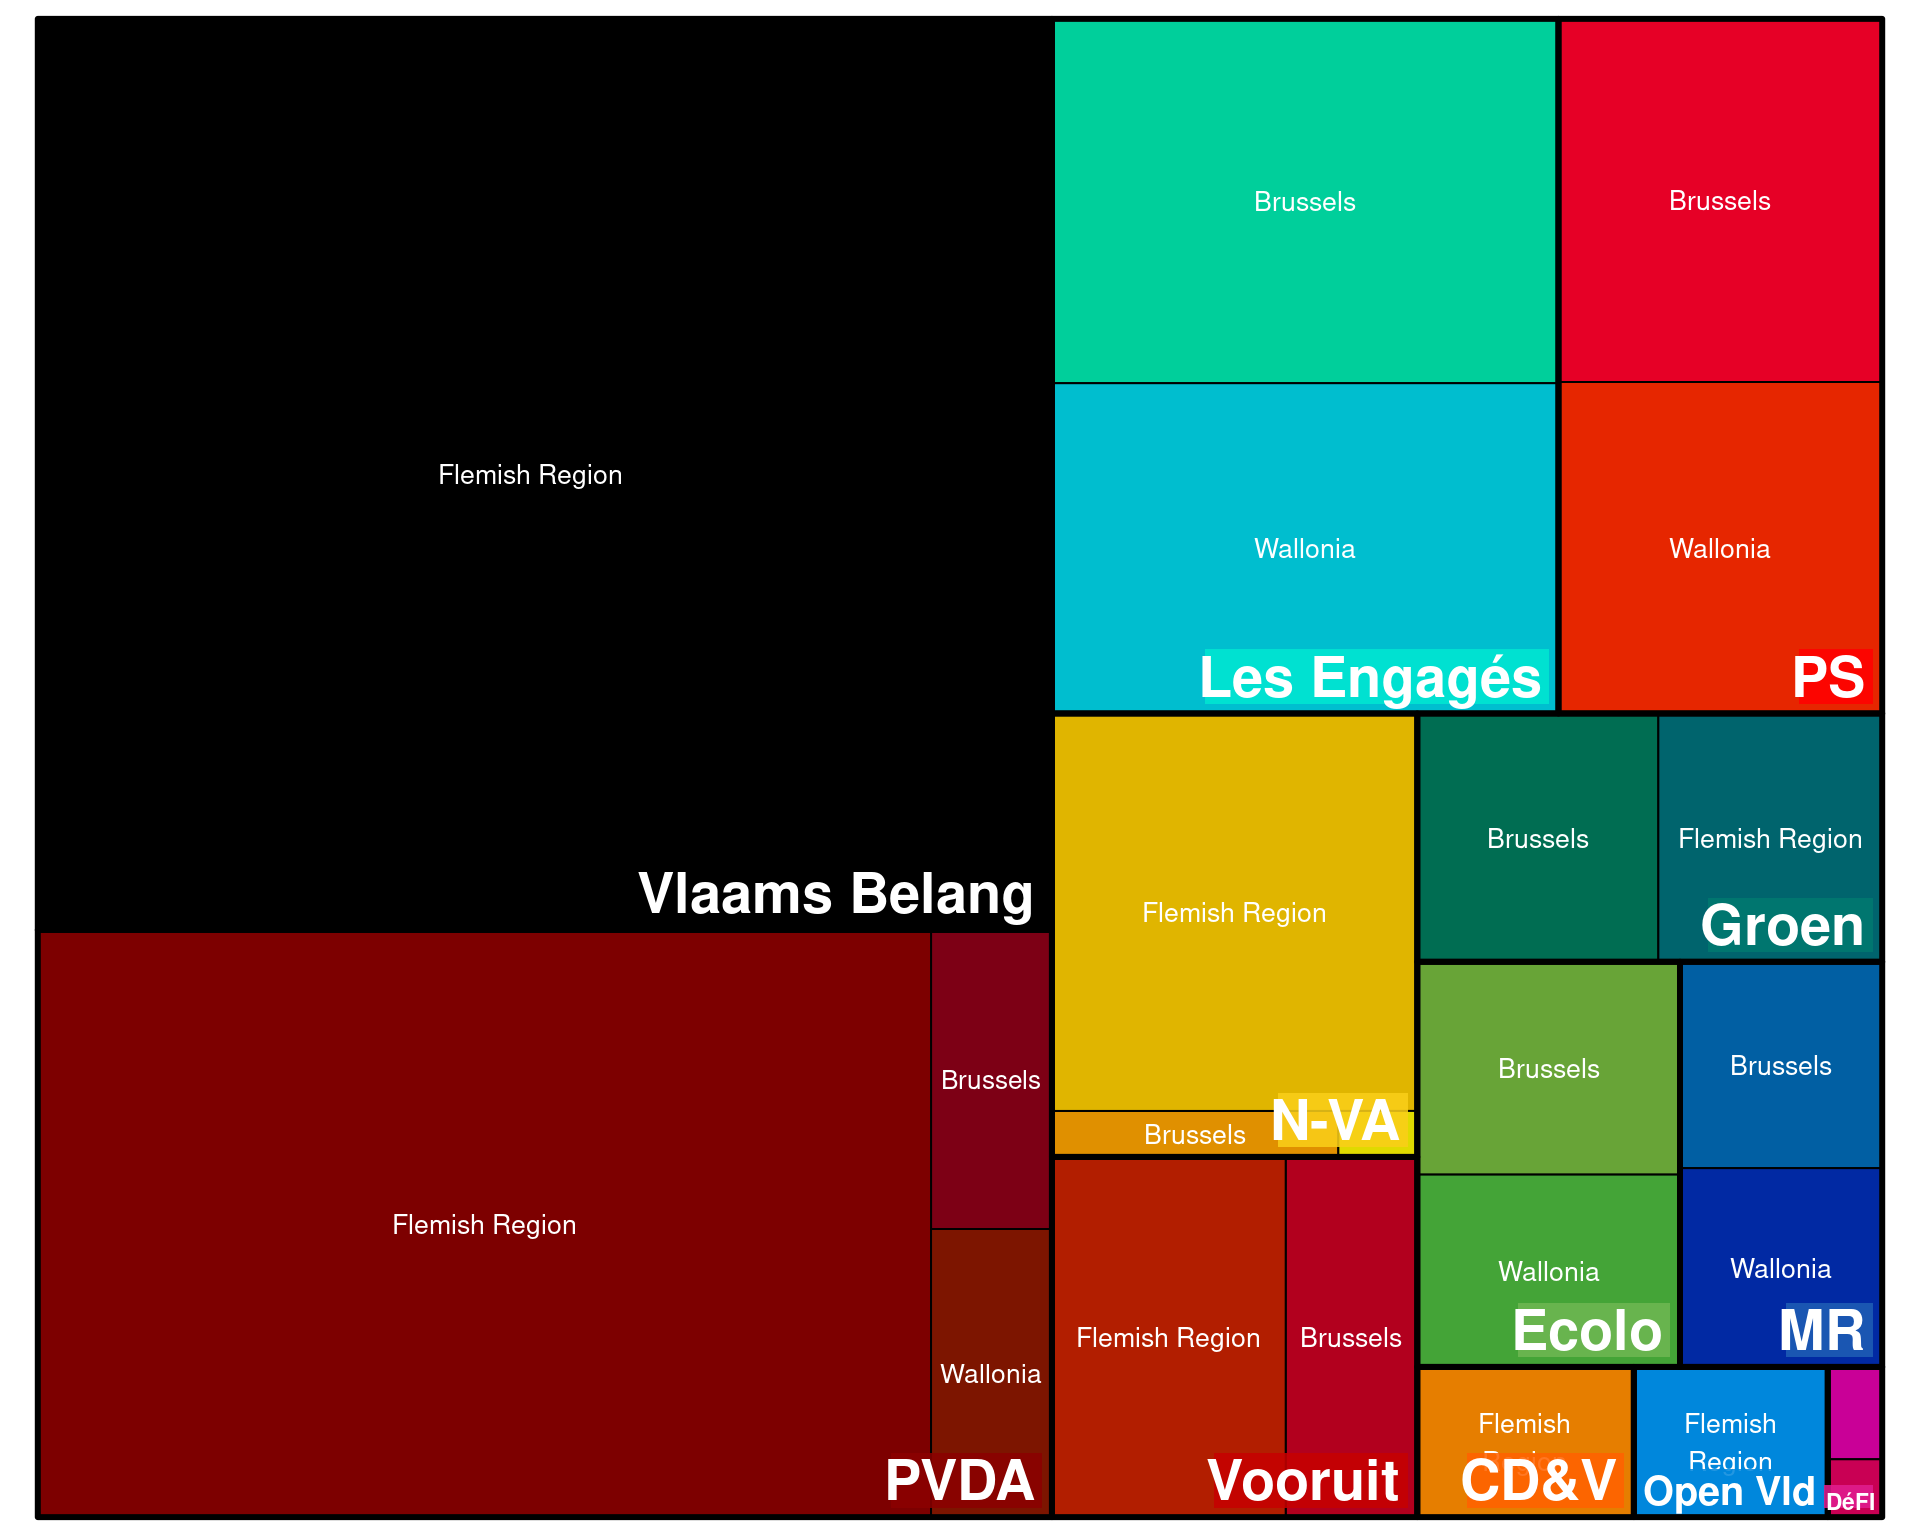 Flemish Region
Vlaams Belang
Brussels
Wallonia
Les Engagés
Brussels
Wallonia
PS
Flemish Region
Brussels
N-VA
Brussels
Flemish Region
Groen
Flemish Region
Brussels
Wallonia
PVDA
Flemish Region
Brussels
Vooruit
Brussels
Wallonia
Ecolo
Brussels
Wallonia
MR
Flemish
Region
CD&V
Flemish
Region
Open Vld
DéFI